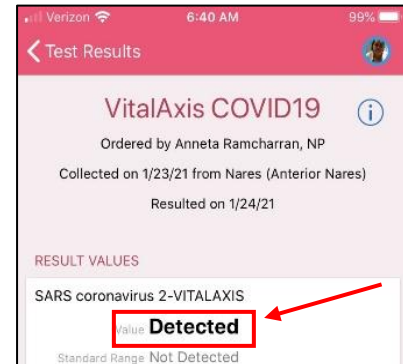 Verizon 6:40 AM 99%
Test Results
VitalAxis COVID19
Ordered by Anneta Ramcharran, NP
Collected on 1/23/21 from Nares (Anterior Nares)
Resulted on 1/24/21
RESULT VALUES
SARS coronavirus 2-VITALAXIS
Value Detected
Standard Range Not Detected